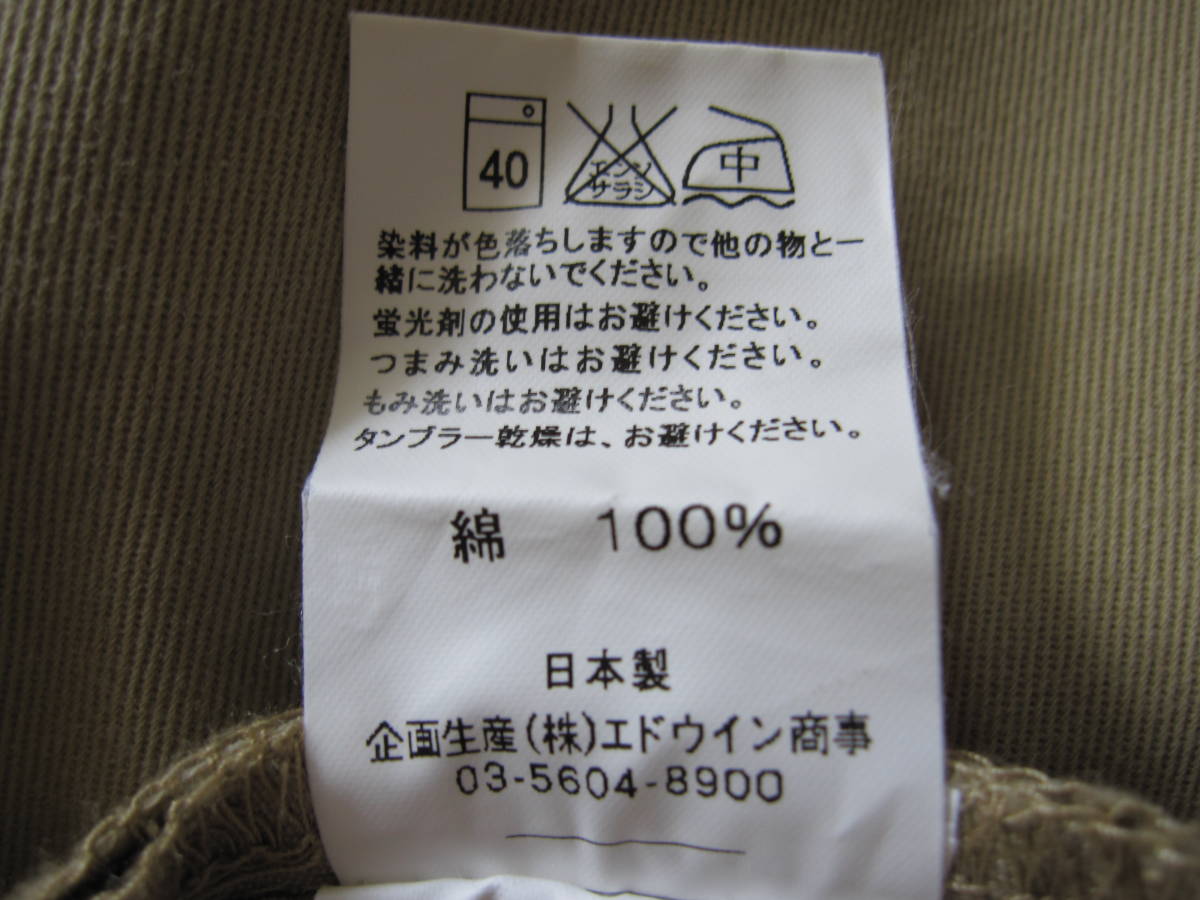 40
エンソ
サラシ
中
染料が色落ちしますので他の物と一
緒に洗わないでください。
蛍光剤の使用はお避けください。
つまみ洗いはお避けください。
もみ洗いはお避けください。
タンブラー乾燥は、お避けください。
綿 100%
日本製
企画生産(株)エドウイン商事
03-5604-8900